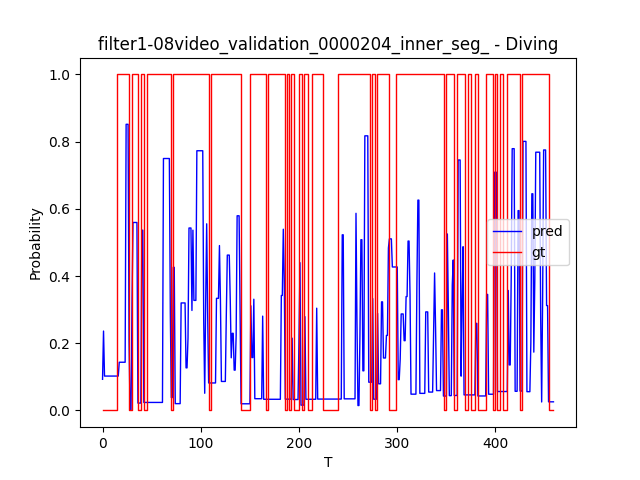 filter1-08video_validation_0000204_inner_seg_ - Diving
1.0
0.8
0.6
0.4
0.2
0.0
Probability
pred
gt
0
100
200
300
400
T